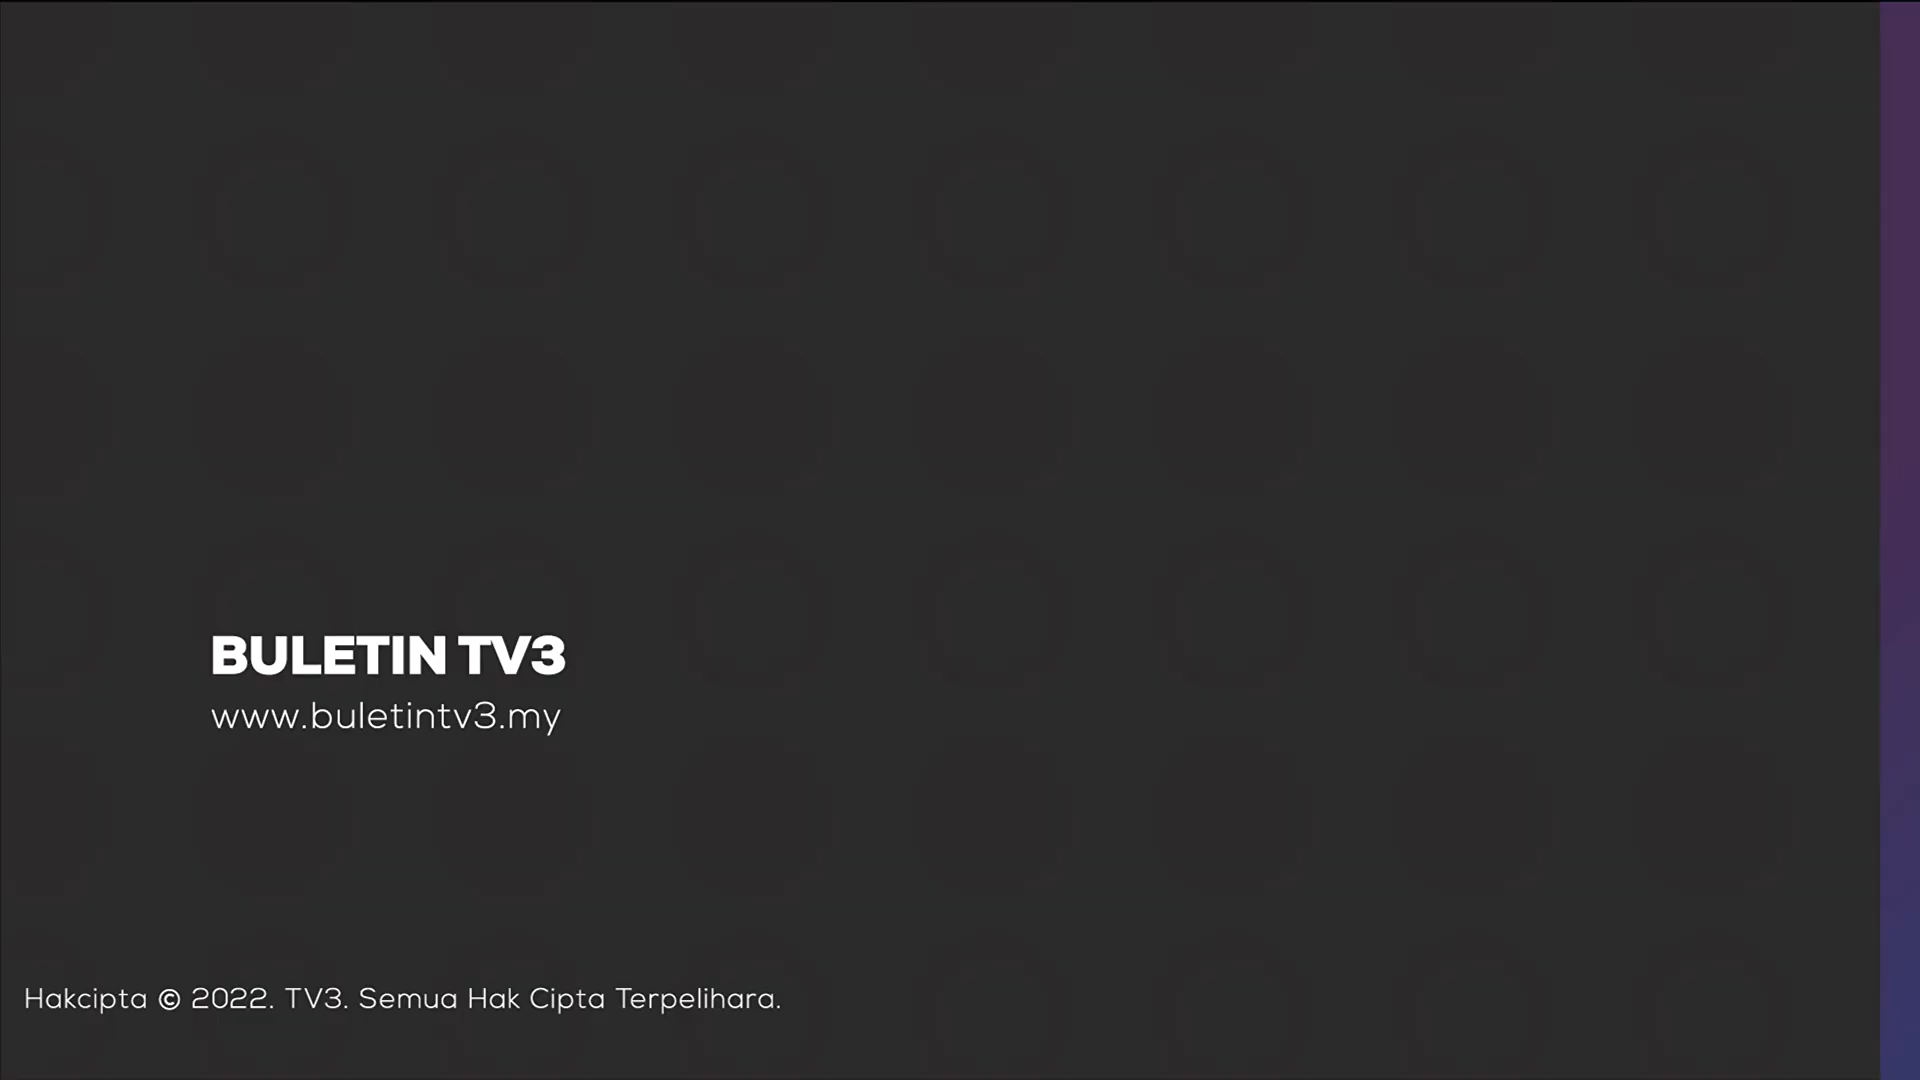 BULETIN TV3
www.buletintv3.my
Hakcipta © 2022. TV3. Semua Hak Cipta Terpelihara.